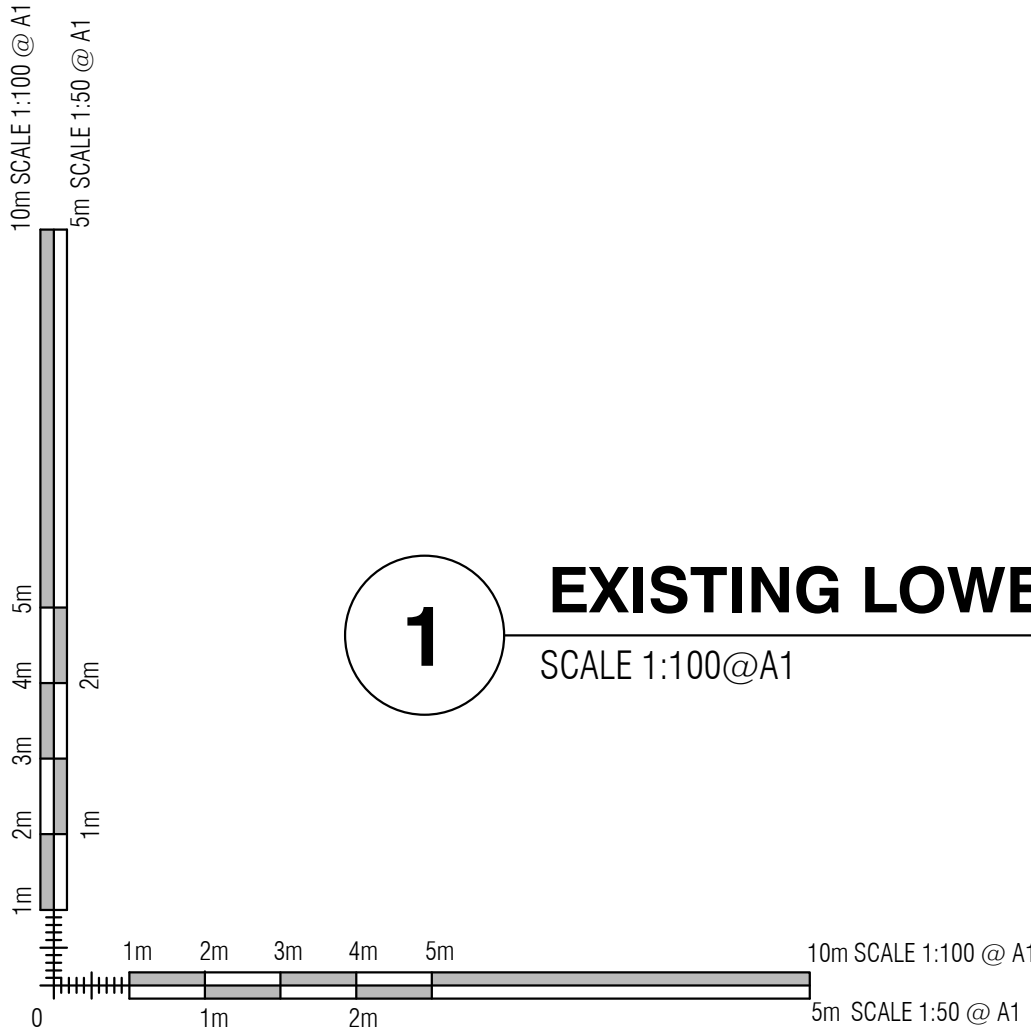 10m SCALE 1:100 @ A1
5m SCALE 1:50 @ A1
5m
4m
3m
2m
1m
2m
1m
1
EXISTING LOWE
SCALE 1:100@A1
1m 2m 3m 4m 5m
10m SCALE 1:100 @ A1
0
1m 2m
5m SCALE 1:50 @ A1